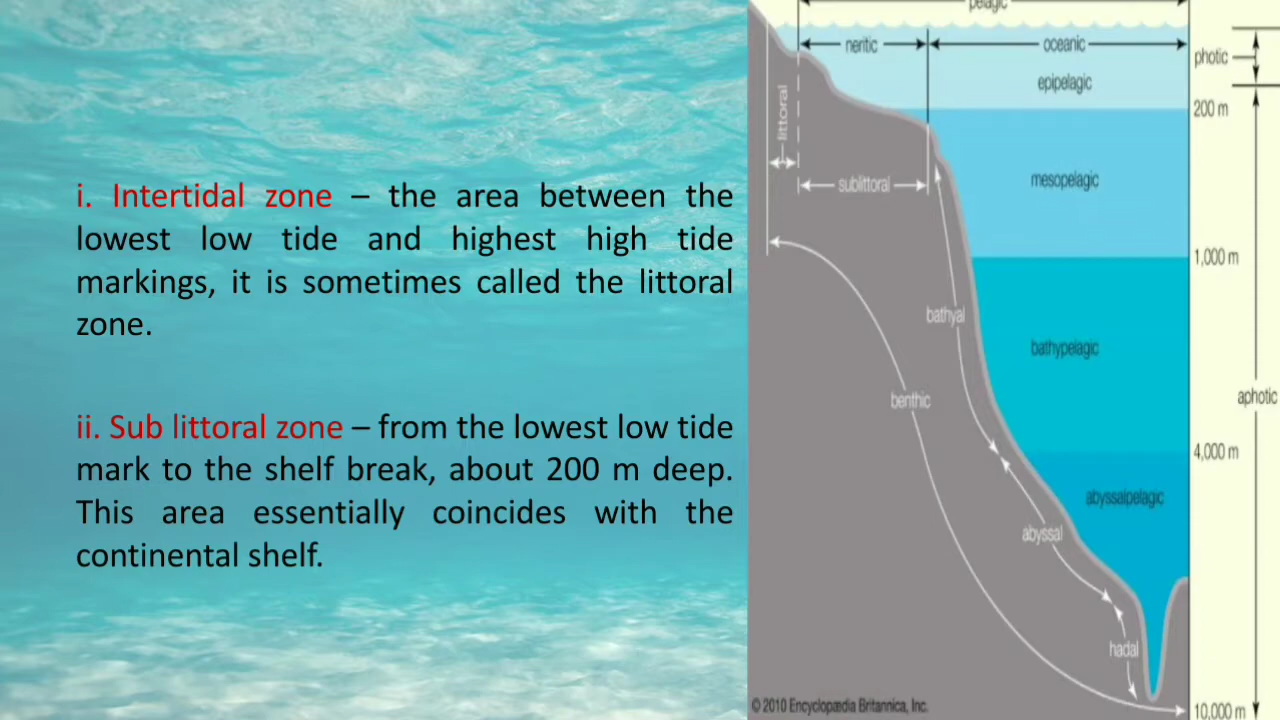 i. Intertidal zone – the area between the
lowest low tide and highest high tide
markings, it is sometimes called the littoral
zone.
ii. Sub littoral zone – from the lowest low tide
mark to the shelf break, about 200 m deep.
This area essentially coincides with the
continental shelf.
pelagic
neritic
oceanic
photic
epipelagic
200 m
littoral
sublittoral
mesopelagic
1,000 m
bathyal
bathypelagic
benthic
aphotic
4,000 m
abyssalpelagic
abyssal
hadal
© 2010 Encyclopædia Britannica, Inc.
10,000 m